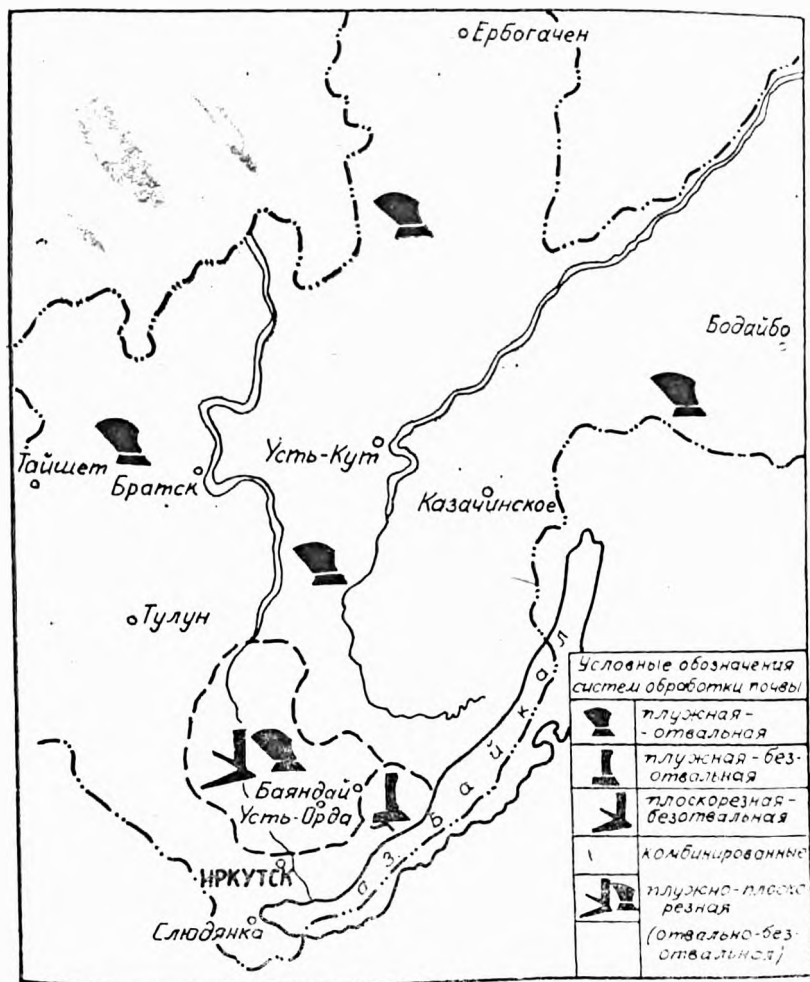 Ербогачен
Бодайбо
Усть-Кут
Тайшет
Братск
Казачинское
Тулун
оз. Байкал
Баяндай
Усть-Орда
ИРКУТСК
Слюдянка
Условные обозначения
систем обработки почвы
плужная-
-отвальная
плужная-без-
отвальная
плоскорезная-
безотвальная
комбинированные
плужно-плоско
резная
(отвально-без-
отвальная)